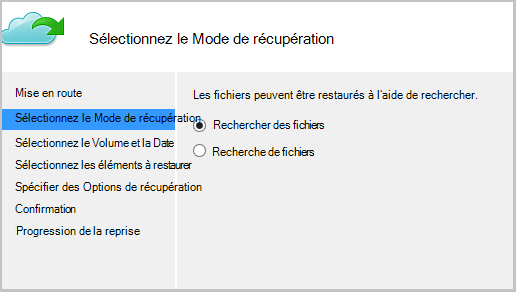 Sélectionnez le Mode de récupération
Mise en route
Sélectionnez le Mode de récupération
Sélectionnez le Volume et la Date
Sélectionnez les éléments à restaurer
Spécifier des Options de récupération
Confirmation
Progression de la reprise
Les fichiers peuvent être restaurés à l'aide de rechercher.
Rechercher des fichiers
Recherche de fichiers